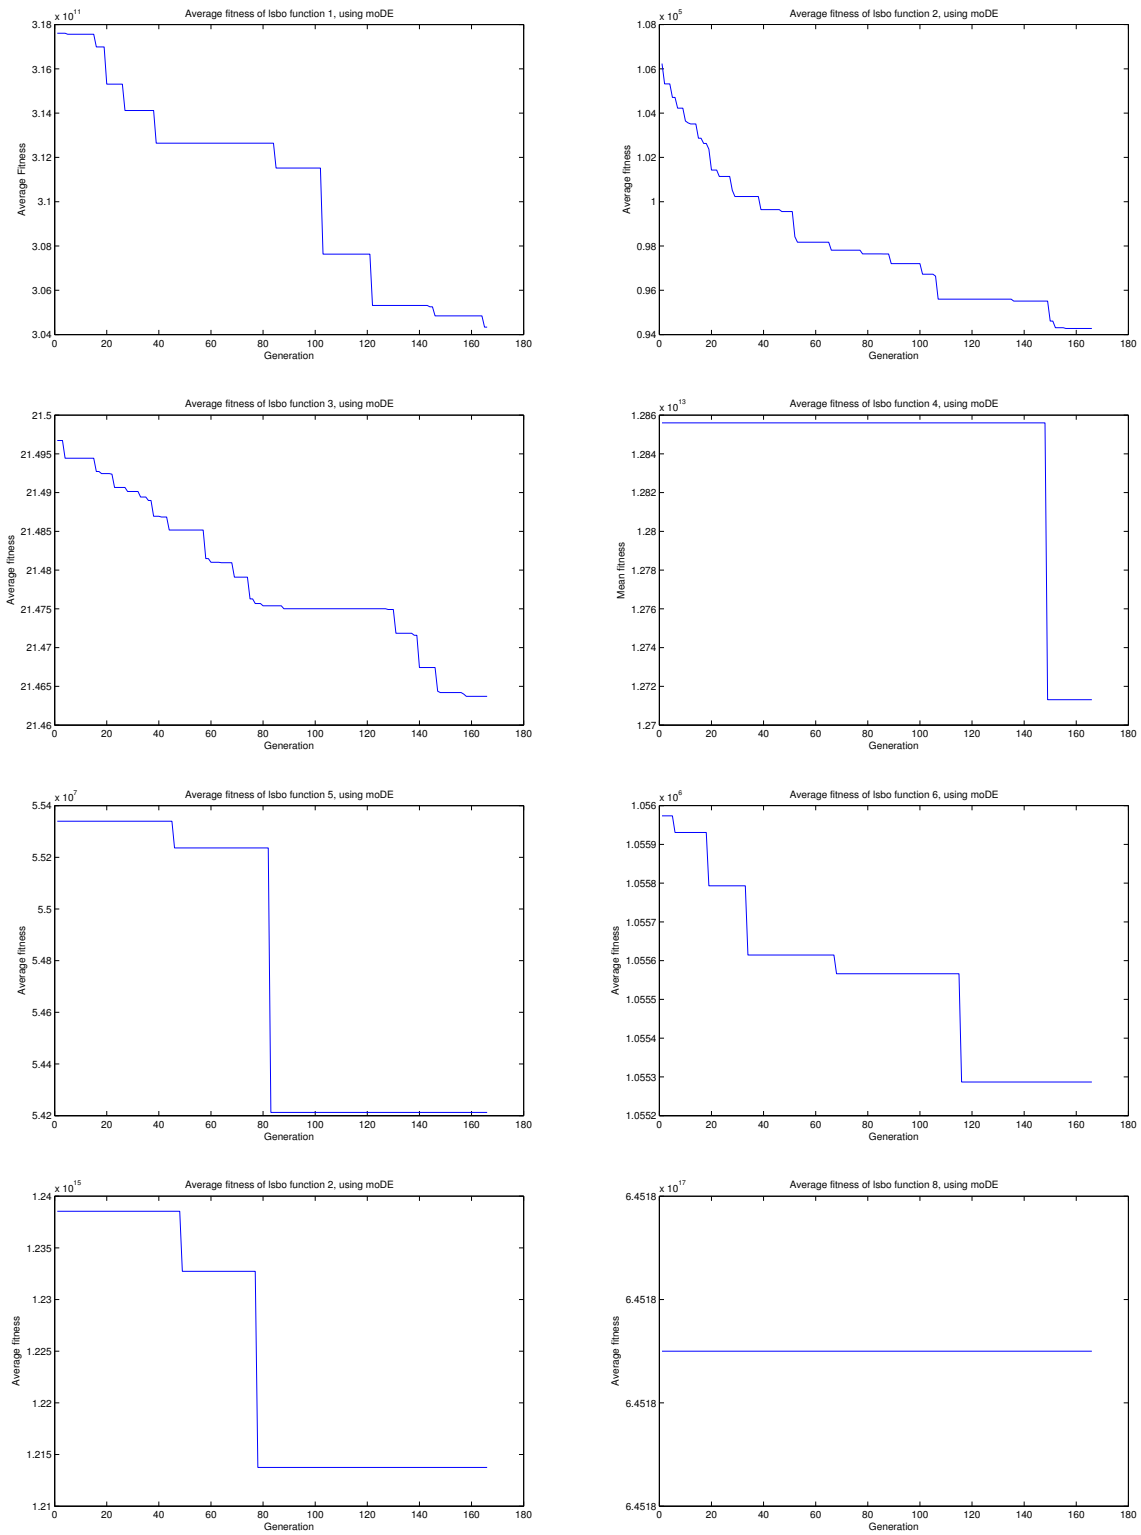 Average fitness of lsbo function 1, using moDE
x 10^11
3.18
3.16
3.14
3.12
3.1
3.08
3.06
3.04
Average Fitness
0 20 40 60 80 100 120 140 160 180
Generation
Average fitness of lsbo function 2, using moDE
x 10^5
1.08
1.06
1.04
1.02
1
0.98
0.96
0.94
Average fitness
0 20 40 60 80 100 120 140 160 180
Generation
Average fitness of lsbo function 3, using moDE
21.5
21.495
21.49
21.485
21.48
21.475
21.47
21.465
21.46
Average fitness
0 20 40 60 80 100 120 140 160 180
Generation
Average fitness of lsbo function 4, using moDE
x 10^13
1.286
1.284
1.282
1.28
1.278
1.276
1.274
1.272
1.27
Mean fitness
0 20 40 60 80 100 120 140 160 180
Generation
Average fitness of lsbo function 5, using moDE
x 10^7
5.54
5.52
5.5
5.48
5.46
5.44
5.42
Average fitness
0 20 40 60 80 100 120 140 160 180
Generation
Average fitness of lsbo function 6, using moDE
x 10^6
1.056
1.0559
1.0558
1.0557
1.0556
1.0555
1.0554
1.0553
1.0552
Average fitness
0 20 40 60 80 100 120 140 160 180
Generation
Average fitness of lsbo function 2, using moDE
x 10^15
1.24
1.235
1.23
1.225
1.22
1.215
1.21
Average fitness
0 20 40 60 80 100 120 140 160 180
Generation
Average fitness of lsbo function 8, using moDE
x 10^17
6.4518
6.4518
6.4518
6.4518
Average fitness
0 20 40 60 80 100 120 140 160 180
Generation